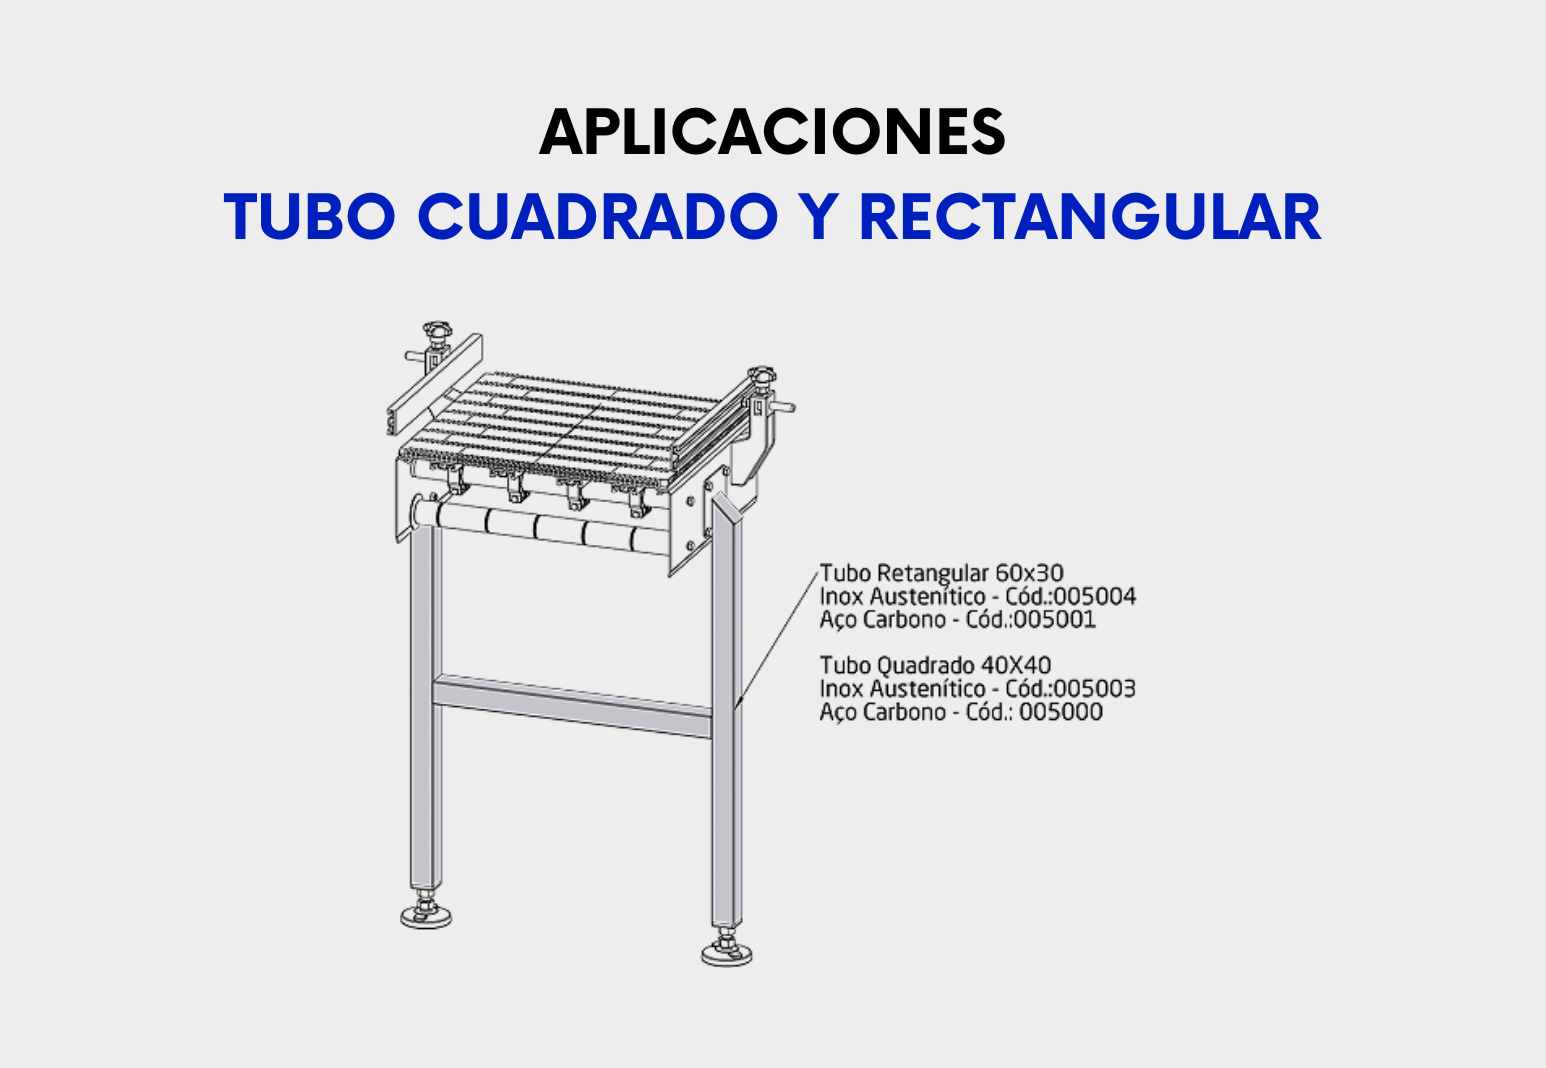 APLICACIONES
TUBO CUADRADO Y RECTANGULAR
Tubo Retangular 60x30
Inox Austenítico - Cód.:005004
Aço Carbono - Cód.:005001
Tubo Quadrado 40X40
Inox Austenítico - Cód.:005003
Aço Carbono - Cód.: 005000